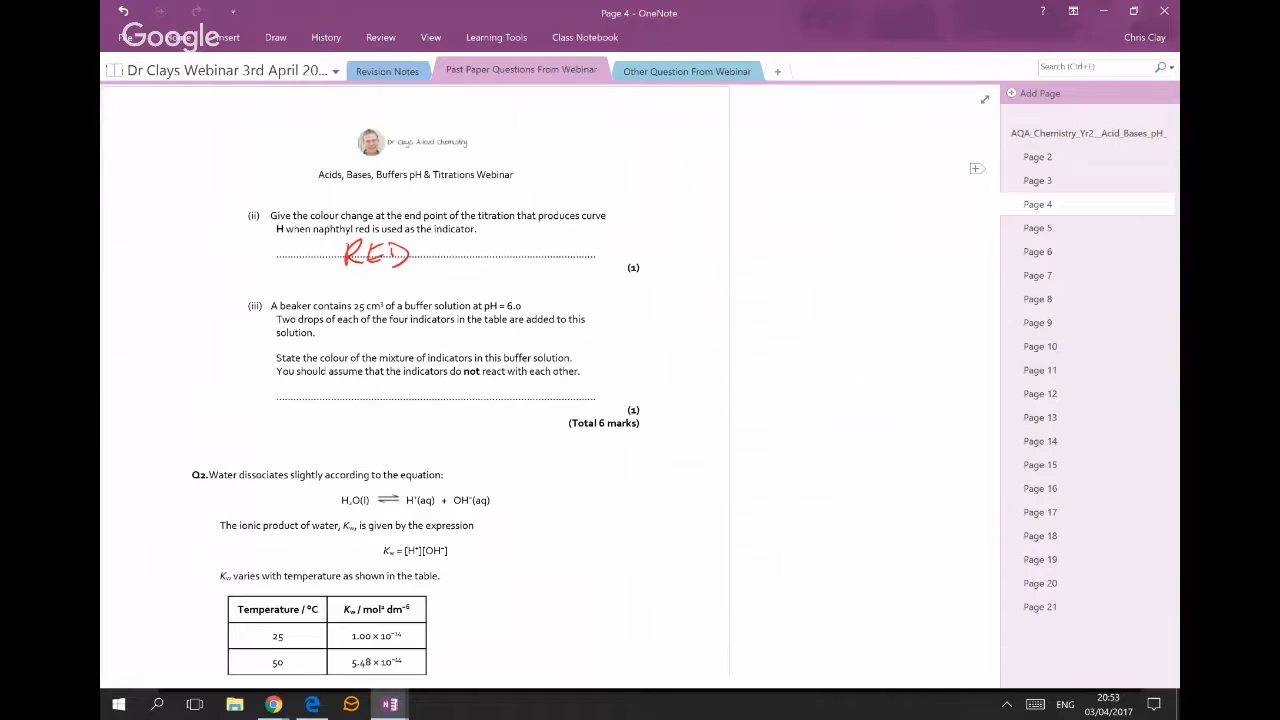 Page 4 - OneNote
Google
Insert Draw History Review View Learning Tools Class Notebook Chris Clay
Dr Clays Webinar 3rd April 20... Revision Notes Past Paper Questions From Webinar Other Question From Webinar Search (Ctrl+E)
Add Page
AQA_Chemistry_Yr2__Acid_Bases_pH_
Page 2
Page 3
Page 4
Page 5
Page 6
Page 7
Page 8
Page 9
Page 10
Page 11
Page 12
Page 13
Page 14
Page 15
Page 16
Page 17
Page 18
Page 19
Page 20
Page 21
Dr Clays A-level Chemistry
Acids, Bases, Buffers pH & Titrations Webinar
(ii) Give the colour change at the end point of the titration that produces curve
H when naphthyl red is used as the indicator.
RED
(1)
(iii) A beaker contains 25 cm³ of a buffer solution at pH = 6.0
Two drops of each of the four indicators in the table are added to this
solution.
State the colour of the mixture of indicators in this buffer solution.
You should assume that the indicators do not react with each other.
(1)
(Total 6 marks)
Q2.Water dissociates slightly according to the equation:
H₂O(l) ⇌ H⁺(aq) + OH⁻(aq)
The ionic product of water, Kw, is given by the expression
Kw = [H⁺][OH⁻]
Kw varies with temperature as shown in the table.
Temperature / °C Kw / mol² dm⁻⁶
25 1.00 × 10⁻¹⁴
50 5.48 × 10⁻¹⁴
ENG 20:53
03/04/2017